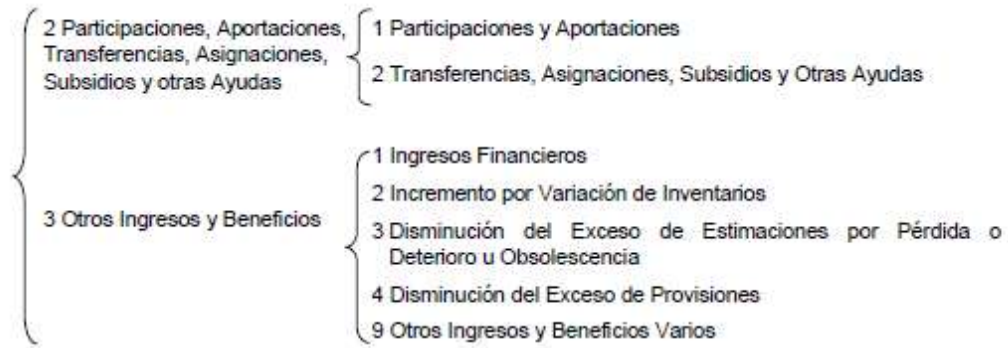 2 Participaciones, Aportaciones,
Transferencias, Asignaciones,
Subsidios y otras Ayudas
1 Participaciones y Aportaciones
2 Transferencias, Asignaciones, Subsidios y Otras Ayudas
3 Otros Ingresos y Beneficios
1 Ingresos Financieros
2 Incremento por Variación de Inventarios
3 Disminución del Exceso de Estimaciones por Pérdida o
Deterioro u Obsolescencia
4 Disminución del Exceso de Provisiones
9 Otros Ingresos y Beneficios Varios